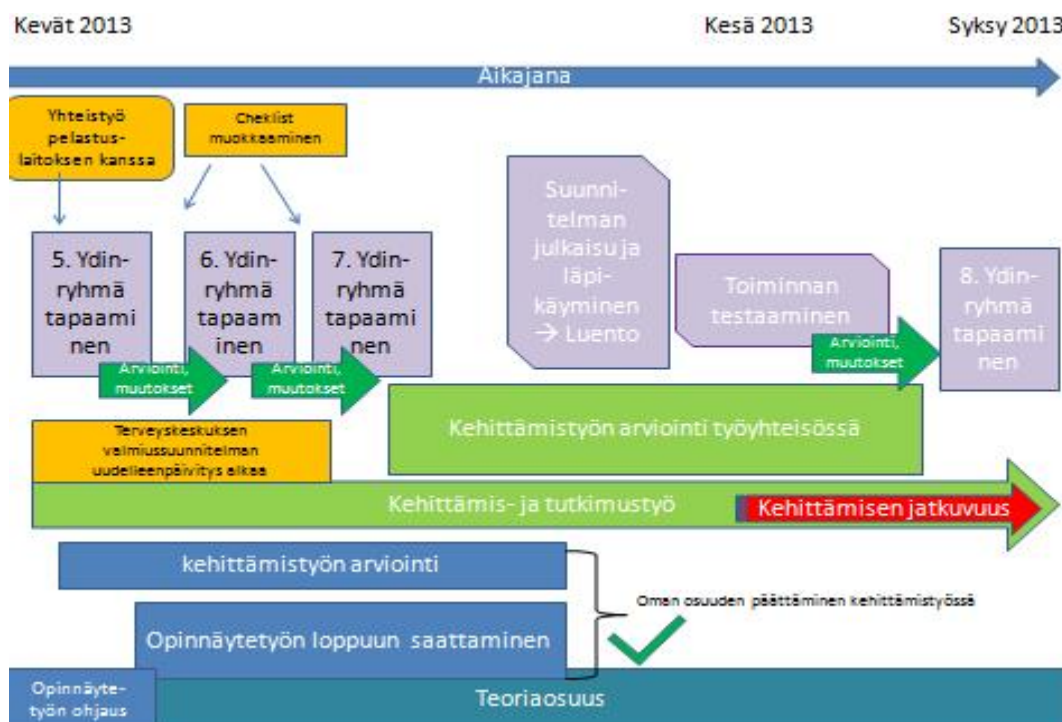 Kevät 2013
Kesä 2013
Syksy 2013
Aikajana
Yhteistyö
pelastus-
laitoksen kanssa
Cheklist
muokkaaminen
5. Ydin-
ryhmä
tapaami
nen
6. Ydin-
ryhmä
tapaam
inen
7. Ydin-
ryhmä
tapaami
nen
Suunni-
telman
julkaisu ja
läpi-
käyminen
→ Luento
Toiminnan
testaaminen
8. Ydin-
ryhmä
tapaami
nen
Arviointi,
muutokset
Arviointi,
muutokset
Arviointi,
muutokset
Kehittämistyön arviointi työyhteisössä
Terveyskeskuksen
valmiussuunnitelman
uudelleenpäivitys alkaa
Kehittämis- ja tutkimustyö
Kehittämisen jatkuvuus
kehittämistyön arviointi
Oman osuuden päättäminen kehittämistyössä
Opinnäytetyön loppuun saattaminen
Opinnäyte-
työn ohjaus
Teoriaosuus